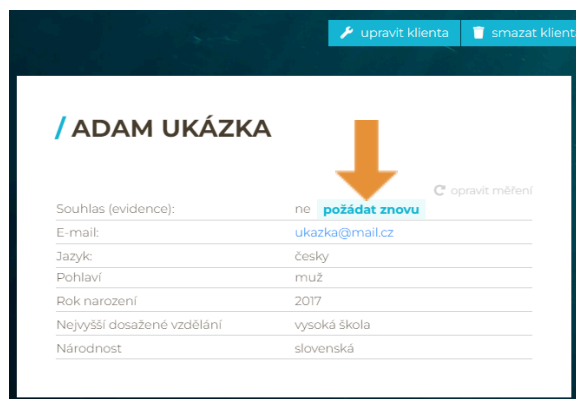 upravit klienta smazat klienta
/ ADAM UKÁZKA
opravit měření
Souhlas (evidence): ne požádat znovu
E-mail: ukazka@mail.cz
Jazyk: česky
Pohlaví muž
Rok narození 2017
Nejvyšší dosažené vzdělání vysoká škola
Národnost slovenská